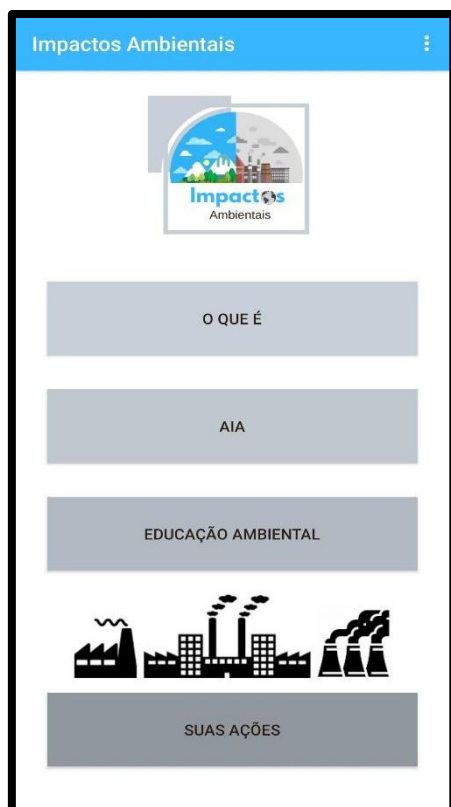 Impactos Ambientais
Impactos
Ambientais
O QUE É
AIA
EDUCAÇÃO AMBIENTAL
SUAS AÇÕES